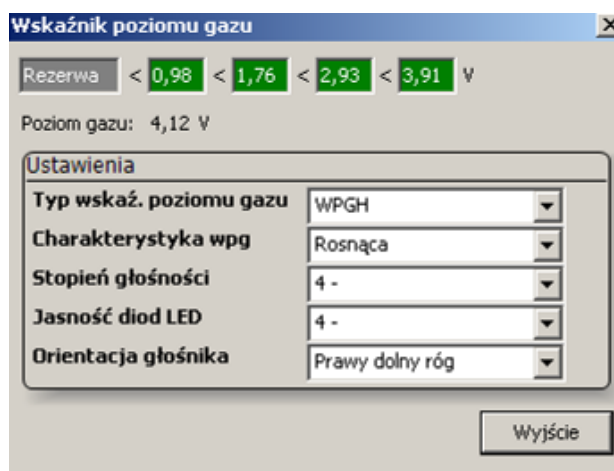 Wskaźnik poziomu gazu
Rezerwa < 0,98 < 1,76 < 2,93 < 3,91 V
Poziom gazu: 4,12 V
Ustawienia
Typ wskaź. poziomu gazu WPGH
Charakterystyka wpg Rosnąca
Stopień głośności 4 -
Jasność diod LED 4 -
Orientacja głośnika Prawy dolny róg
Wyjście